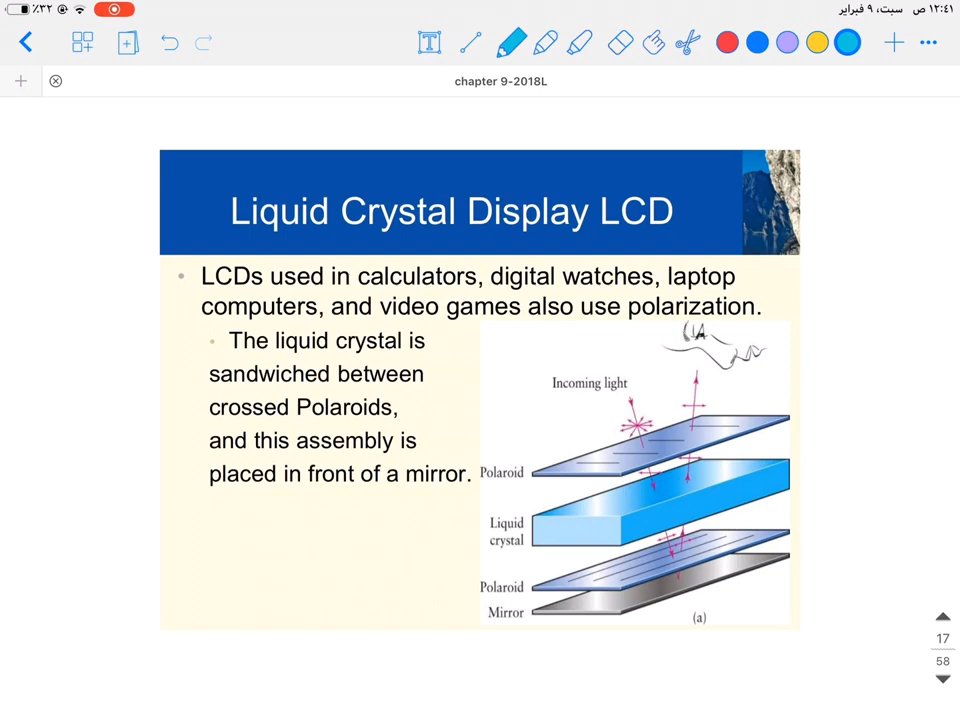 ٪٣٢ ١٢:٤١ ص سبت، ٩ فبراير
chapter 9-2018L
Liquid Crystal Display LCD
• LCDs used in calculators, digital watches, laptop
computers, and video games also use polarization.
• The liquid crystal is
sandwiched between
crossed Polaroids,
and this assembly is
placed in front of a mirror.
Incoming light
Polaroid
Liquid
crystal
Polaroid
Mirror
(a)
17
58